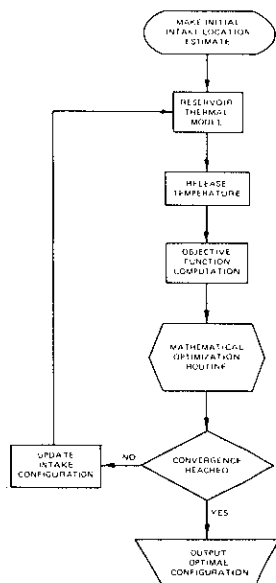 MAKE INITIAL
INTAKE LOCATION
ESTIMATE
RESERVOIR
THERMAL
MODEL
RELEASE
TEMPERATURE
OBJECTIVE
FUNCTION
COMPUTATION
MATHEMATICAL
OPTIMIZATION
ROUTINE
CONVERGENCE
REACHED
NO
UPDATE
INTAKE
CONFIGURATION
YES
OUTPUT
OPTIMAL
CONFIGURATION